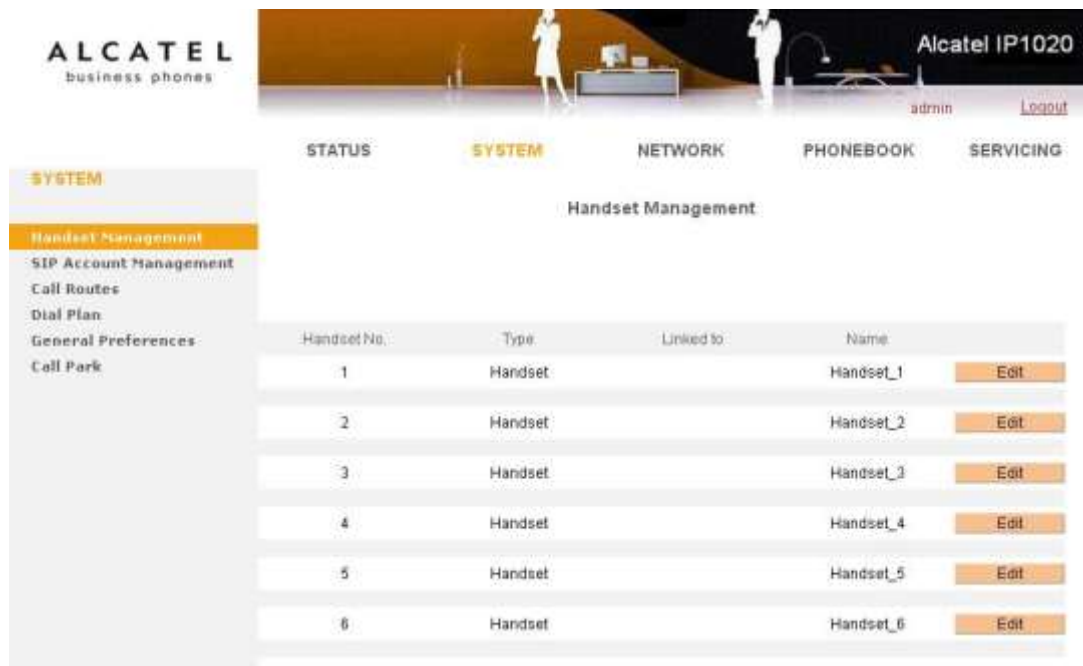 ALCATEL
business phones
Alcatel IP1020
admin Logout
STATUS SYSTEM NETWORK PHONEBOOK SERVICING
SYSTEM
Handset Management
Handset Management
SIP Account Management
Call Routes
Dial Plan
General Preferences
Call Park
Handset No. Type Linked to Name
1 Handset Handset_1 Edit
2 Handset Handset_2 Edit
3 Handset Handset_3 Edit
4 Handset Handset_4 Edit
5 Handset Handset_5 Edit
6 Handset Handset_6 Edit